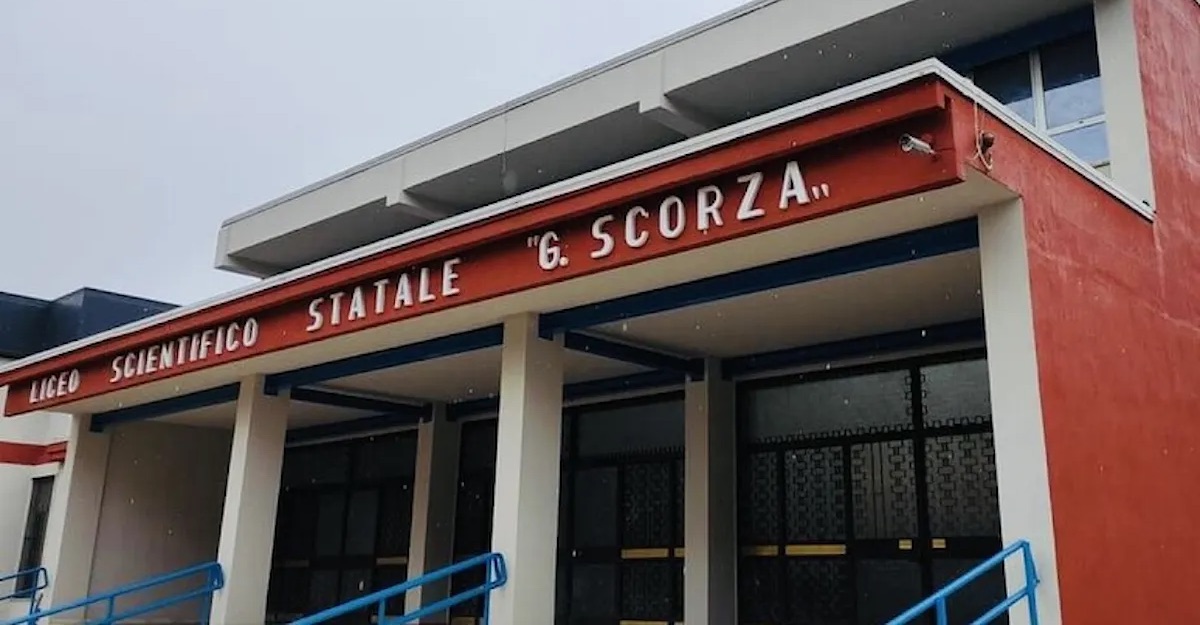 LICEO SCIENTIFICO STATALE "G. SCORZA„